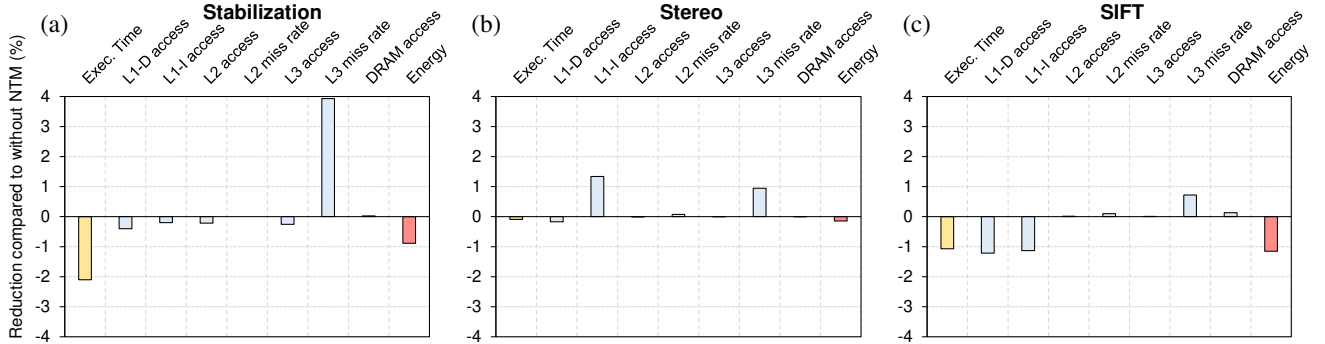 (a)
Stabilization
Exec. Time
L1-D access
L1-I access
L2 access
L2 miss rate
L3 access
L3 miss rate
DRAM access
Energy
Reduction compared to without NTM (%)
4
3
2
1
0
-1
-2
-3
-4
(b)
Stereo
Exec. Time
L1-D access
L1-I access
L2 access
L2 miss rate
L3 access
L3 miss rate
DRAM access
Energy
4
3
2
1
0
-1
-2
-3
-4
(c)
SIFT
Exec. Time
L1-D access
L1-I access
L2 access
L2 miss rate
L3 access
L3 miss rate
DRAM access
Energy
4
3
2
1
0
-1
-2
-3
-4